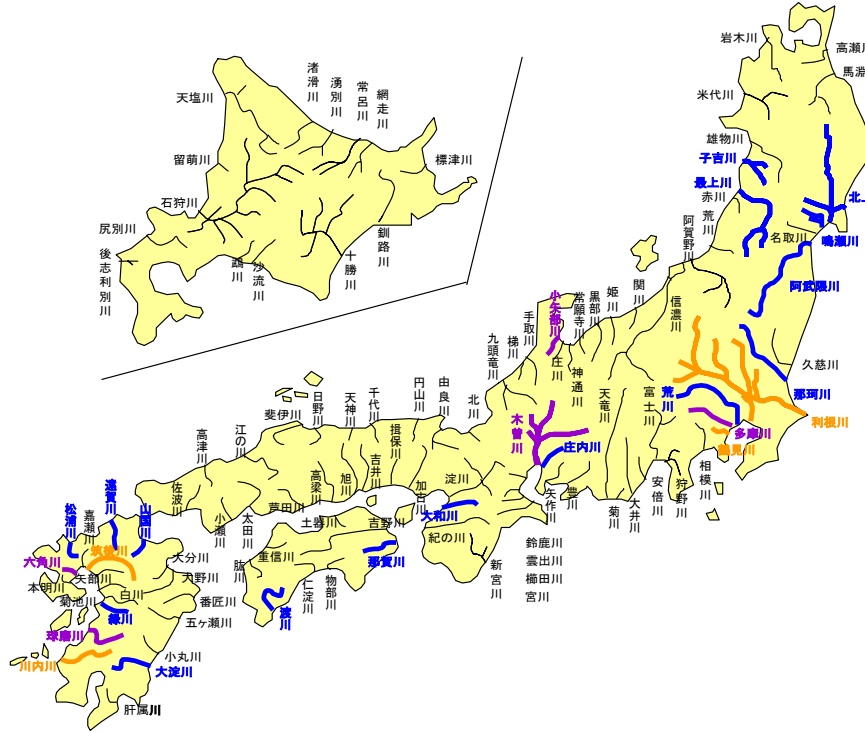 岩木川
高瀬川
馬淵
米代川
雄物川
子吉川
最上川
赤川
荒川
阿賀野川
北上
鳴瀬川
名取川
阿武隈川
久慈川
那珂川
利根川
荒川
多摩川
鶴見川
相模川
狩野川
富士川
安倍川
大井川
菊川
天竜川
豊川
矢作川
庄内川
木曽川
信濃川
関川
姫川
黒部川
常願寺川
神通川
庄川
小矢部川
手取川
梯川
九頭竜川
北川
由良川
円山川
千代川
天神川
日野川
斐伊川
江の川
高津川
佐波川
小瀬川
太田川
芦田川
高梁川
旭川
吉井川
揖保川
加古川
淀川
大和川
紀の川
新宮川
鈴鹿川
雲出川
櫛田川
宮川
土器川
吉野川
那賀川
物部川
仁淀川
渡川
肱川
重信川
山国川
遠賀川
嘉瀬川
松浦川
六角川
筑後川
矢部川
本明川
菊池川
白川
緑川
球磨川
川内川
大分川
大野川
番匠川
五ヶ瀬川
小丸川
大淀川
肝属川
天塩川
渚滑川
湧別川
常呂川
網走川
標津川
留萌川
石狩川
尻別川
後志利別川
鵡川
沙流川
十勝川
釧路川